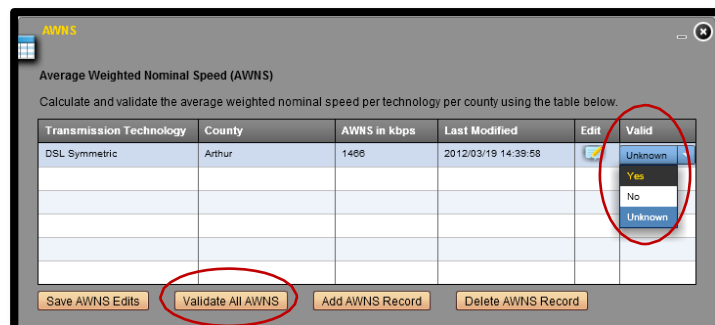 AWNS
Average Weighted Nominal Speed (AWNS)
Calculate and validate the average weighted nominal speed per technology per county using the table below.
Transmission Technology County AWNS in kbps Last Modified Edit Valid
DSL Symmetric Arthur 1466 2012/03/19 14:39:58 Unknown
Yes
No
Unknown
Save AWNS Edits Validate All AWNS Add AWNS Record Delete AWNS Record